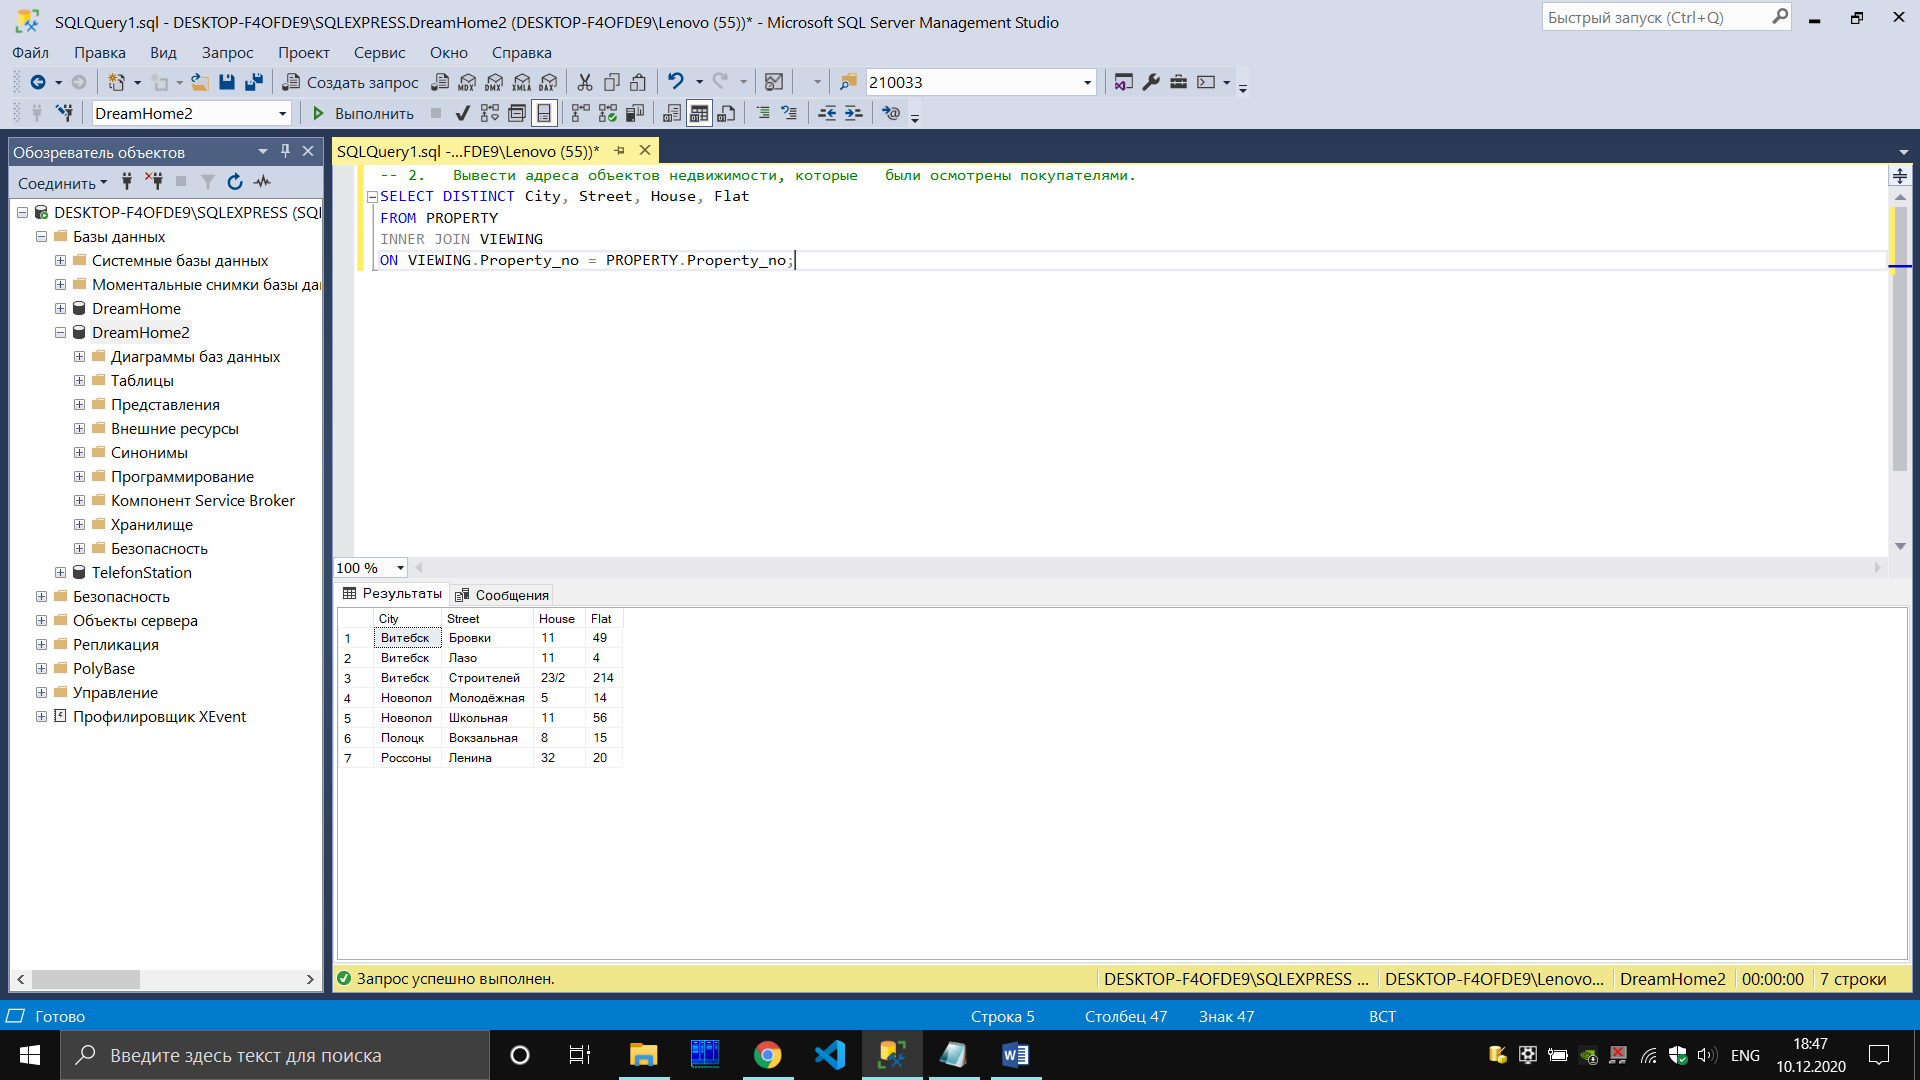 SQLQuery1.sql - DESKTOP-F4OFDE9\SQLEXPRESS.DreamHome2 (DESKTOP-F4OFDE9\Lenovo (55))* - Microsoft SQL Server Management Studio
Быстрый запуск (Ctrl+Q)
Файл Правка Вид Запрос Проект Сервис Окно Справка
Создать запрос MDX DMX XMLA DAX 210033
DreamHome2 Выполнить
Обозреватель объектов
SQLQuery1.sql -...FDE9\Lenovo (55))*
Соединить
DESKTOP-F4OFDE9\SQLEXPRESS (SQL
Базы данных
Системные базы данных
Моментальные снимки базы да
DreamHome
DreamHome2
Диаграммы баз данных
Таблицы
Представления
Внешние ресурсы
Синонимы
Программирование
Компонент Service Broker
Хранилище
Безопасность
TelefonStation
Безопасность
Объекты сервера
Репликация
PolyBase
Управление
Профилировщик XEvent
-- 2.   Вывести адреса объектов недвижимости, которые   были осмотрены покупателями.
SELECT DISTINCT City, Street, House, Flat
FROM PROPERTY
INNER JOIN VIEWING
ON VIEWING.Property_no = PROPERTY.Property_no;
100 %
Результаты Сообщения
City Street House Flat
1 Витебск Бровки 11 49
2 Витебск Лазо 11 4
3 Витебск Строителей 23/2 214
4 Новопол Молодёжная 5 14
5 Новопол Школьная 11 56
6 Полоцк Вокзальная 8 15
7 Россоны Ленина 32 20
Запрос успешно выполнен. DESKTOP-F4OFDE9\SQLEXPRESS ... DESKTOP-F4OFDE9\Lenovo... DreamHome2 00:00:00 7 строки
Готово Строка 5 Столбец 47 Знак 47 ВСТ
Введите здесь текст для поиска
ENG
18:47
10.12.2020